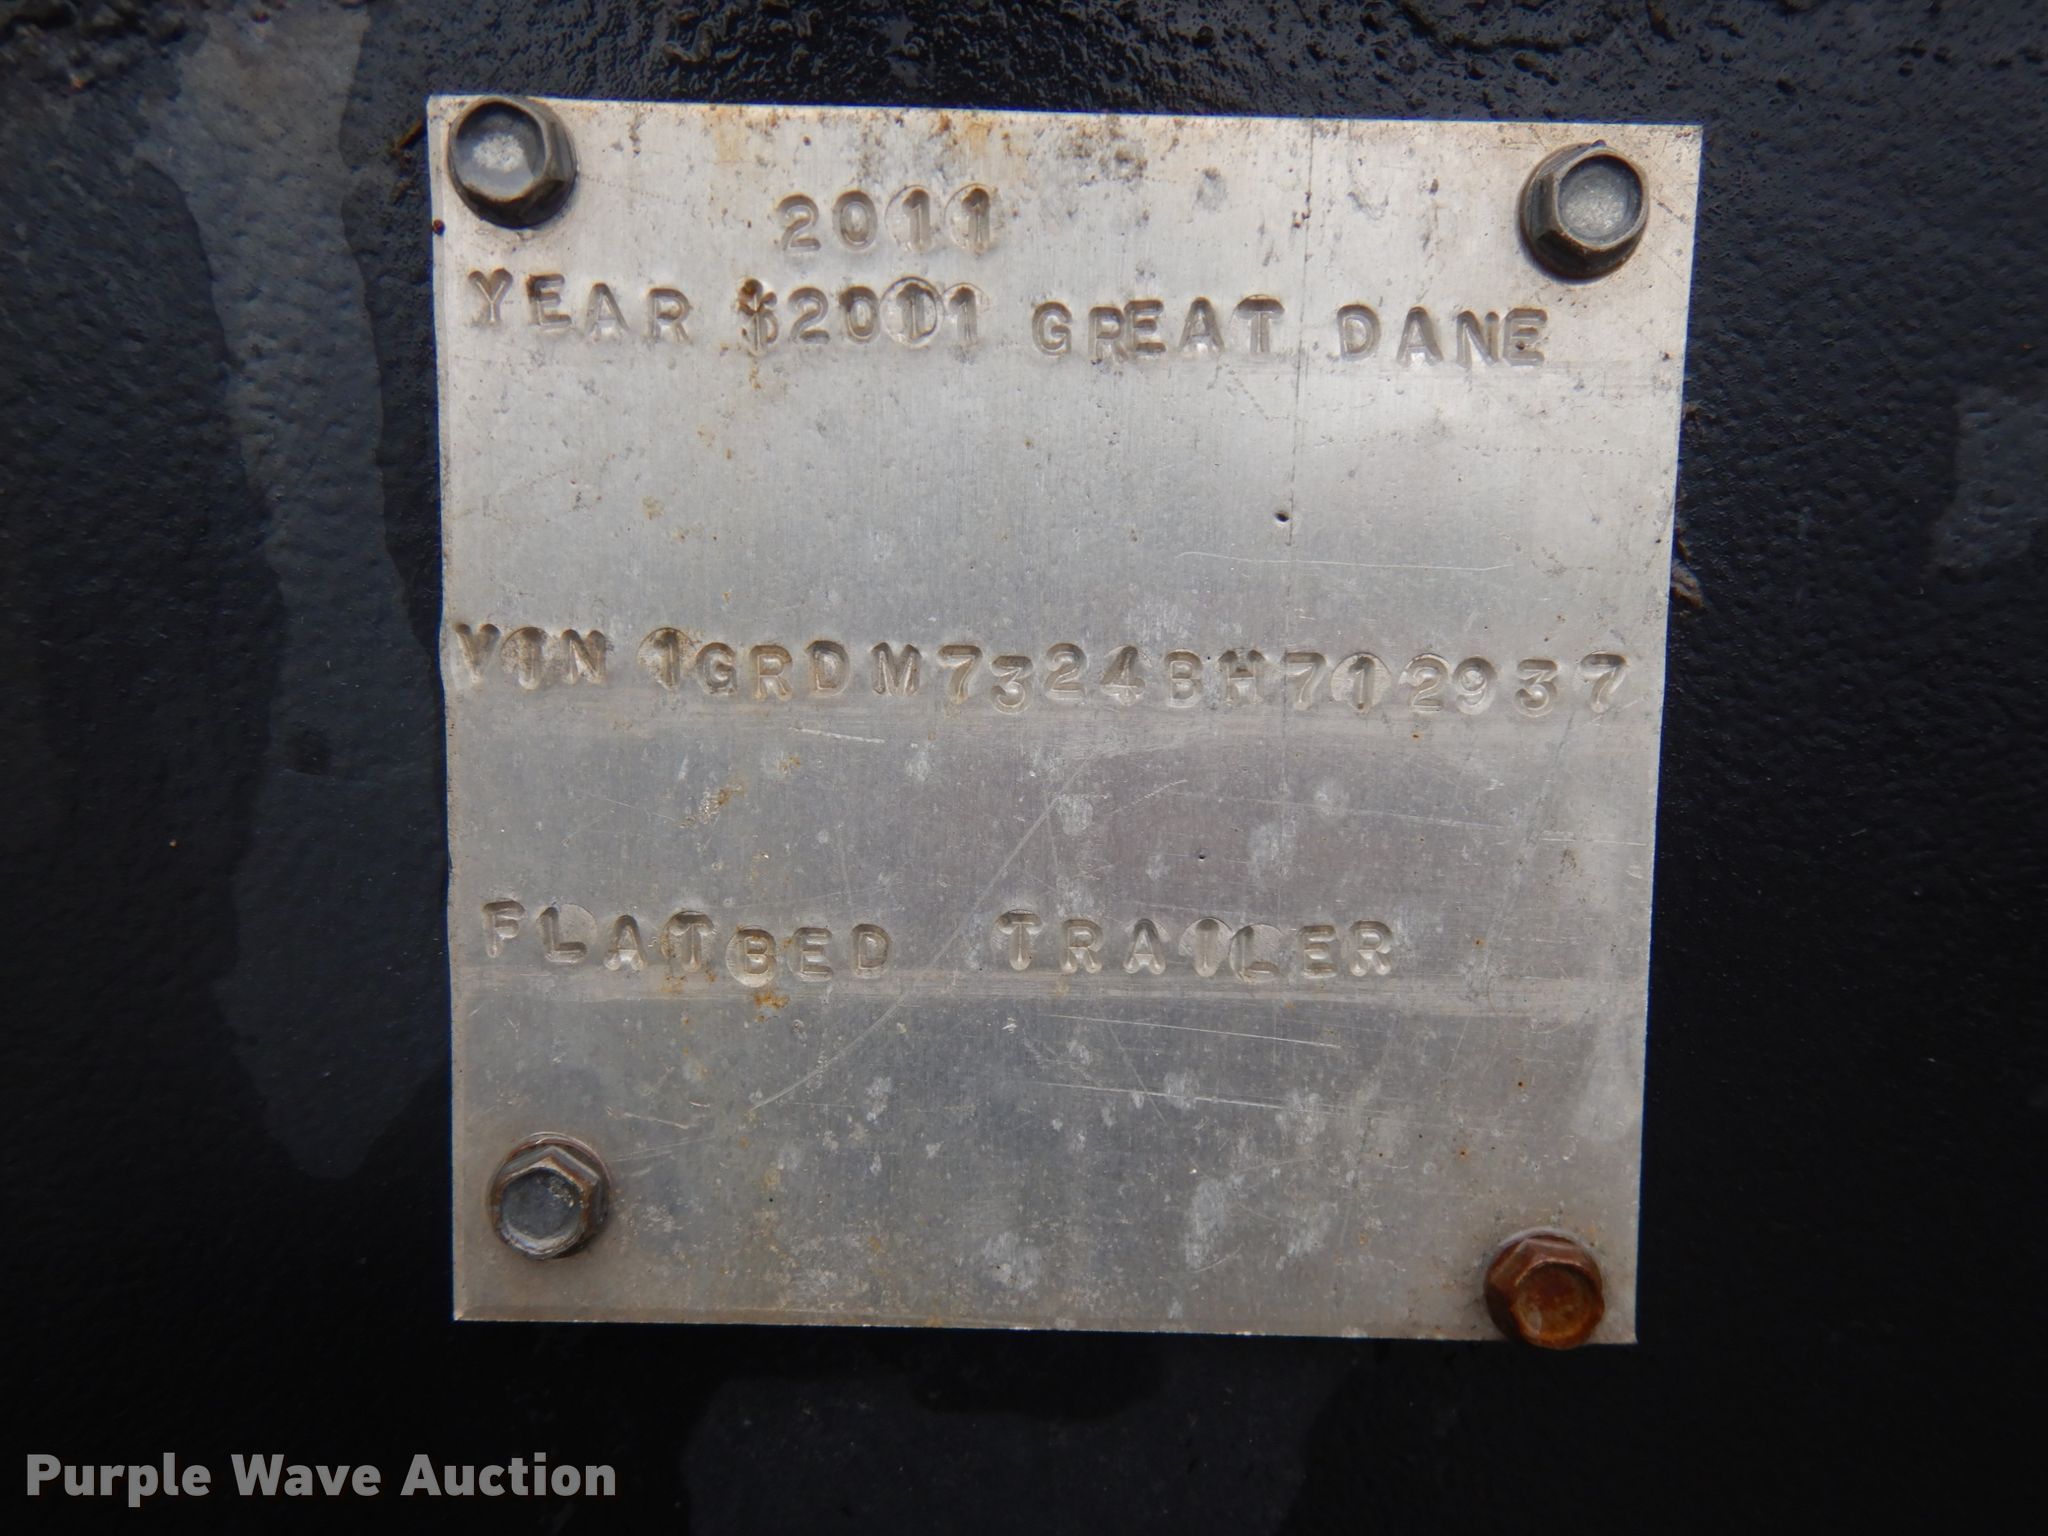 2011
YEAR 2011 GREAT DANE
VIN 1GRDM7324BH712937
FLATBED TRAILER
Purple Wave Auction